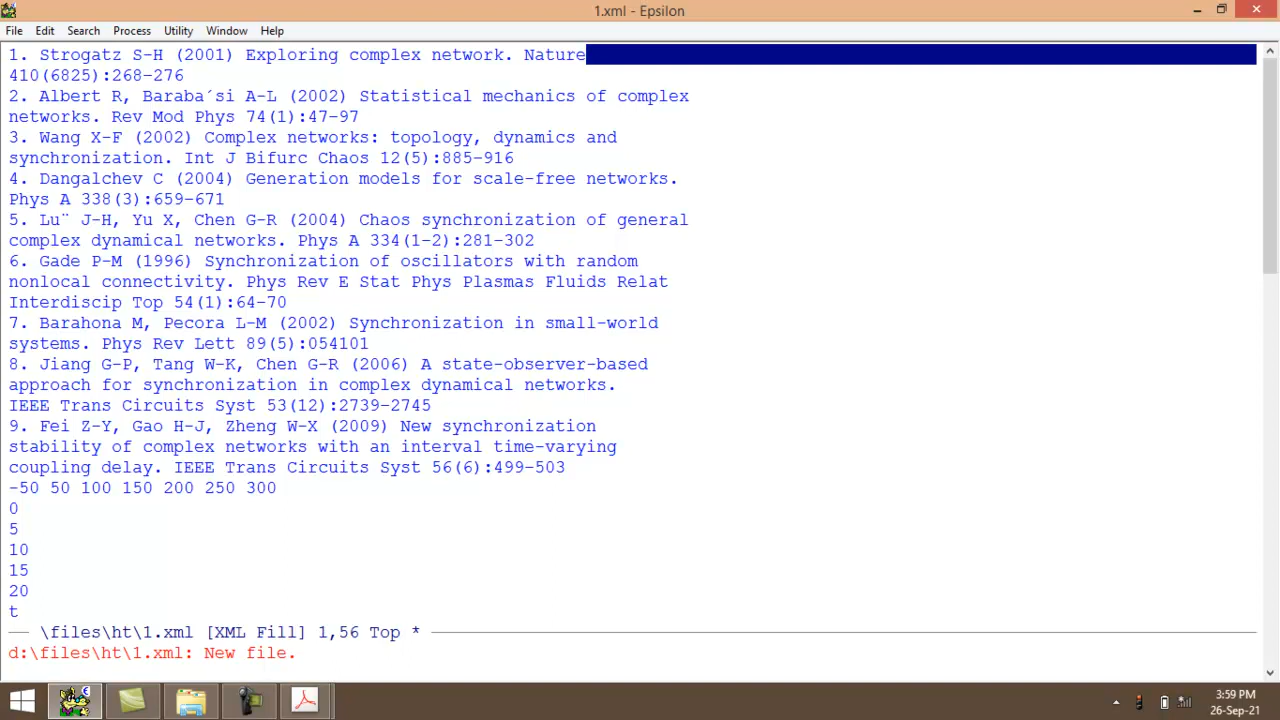 1.xml - Epsilon
File Edit Search Process Utility Window Help
1. Strogatz S-H (2001) Exploring complex network. Nature
410(6825):268–276
2. Albert R, Baraba´si A-L (2002) Statistical mechanics of complex
networks. Rev Mod Phys 74(1):47–97
3. Wang X-F (2002) Complex networks: topology, dynamics and
synchronization. Int J Bifurc Chaos 12(5):885–916
4. Dangalchev C (2004) Generation models for scale-free networks.
Phys A 338(3):659–671
5. Lu¨ J-H, Yu X, Chen G-R (2004) Chaos synchronization of general
complex dynamical networks. Phys A 334(1–2):281–302
6. Gade P-M (1996) Synchronization of oscillators with random
nonlocal connectivity. Phys Rev E Stat Phys Plasmas Fluids Relat
Interdiscip Top 54(1):64–70
7. Barahona M, Pecora L-M (2002) Synchronization in small-world
systems. Phys Rev Lett 89(5):054101
8. Jiang G-P, Tang W-K, Chen G-R (2006) A state-observer-based
approach for synchronization in complex dynamical networks.
IEEE Trans Circuits Syst 53(12):2739–2745
9. Fei Z-Y, Gao H-J, Zheng W-X (2009) New synchronization
stability of complex networks with an interval time-varying
coupling delay. IEEE Trans Circuits Syst 56(6):499–503
-50 50 100 150 200 250 300
0
5
10
15
20
t
\files\ht\1.xml [XML Fill] 1,56 Top *
d:\files\ht\1.xml: New file.
3:59 PM
26-Sep-21